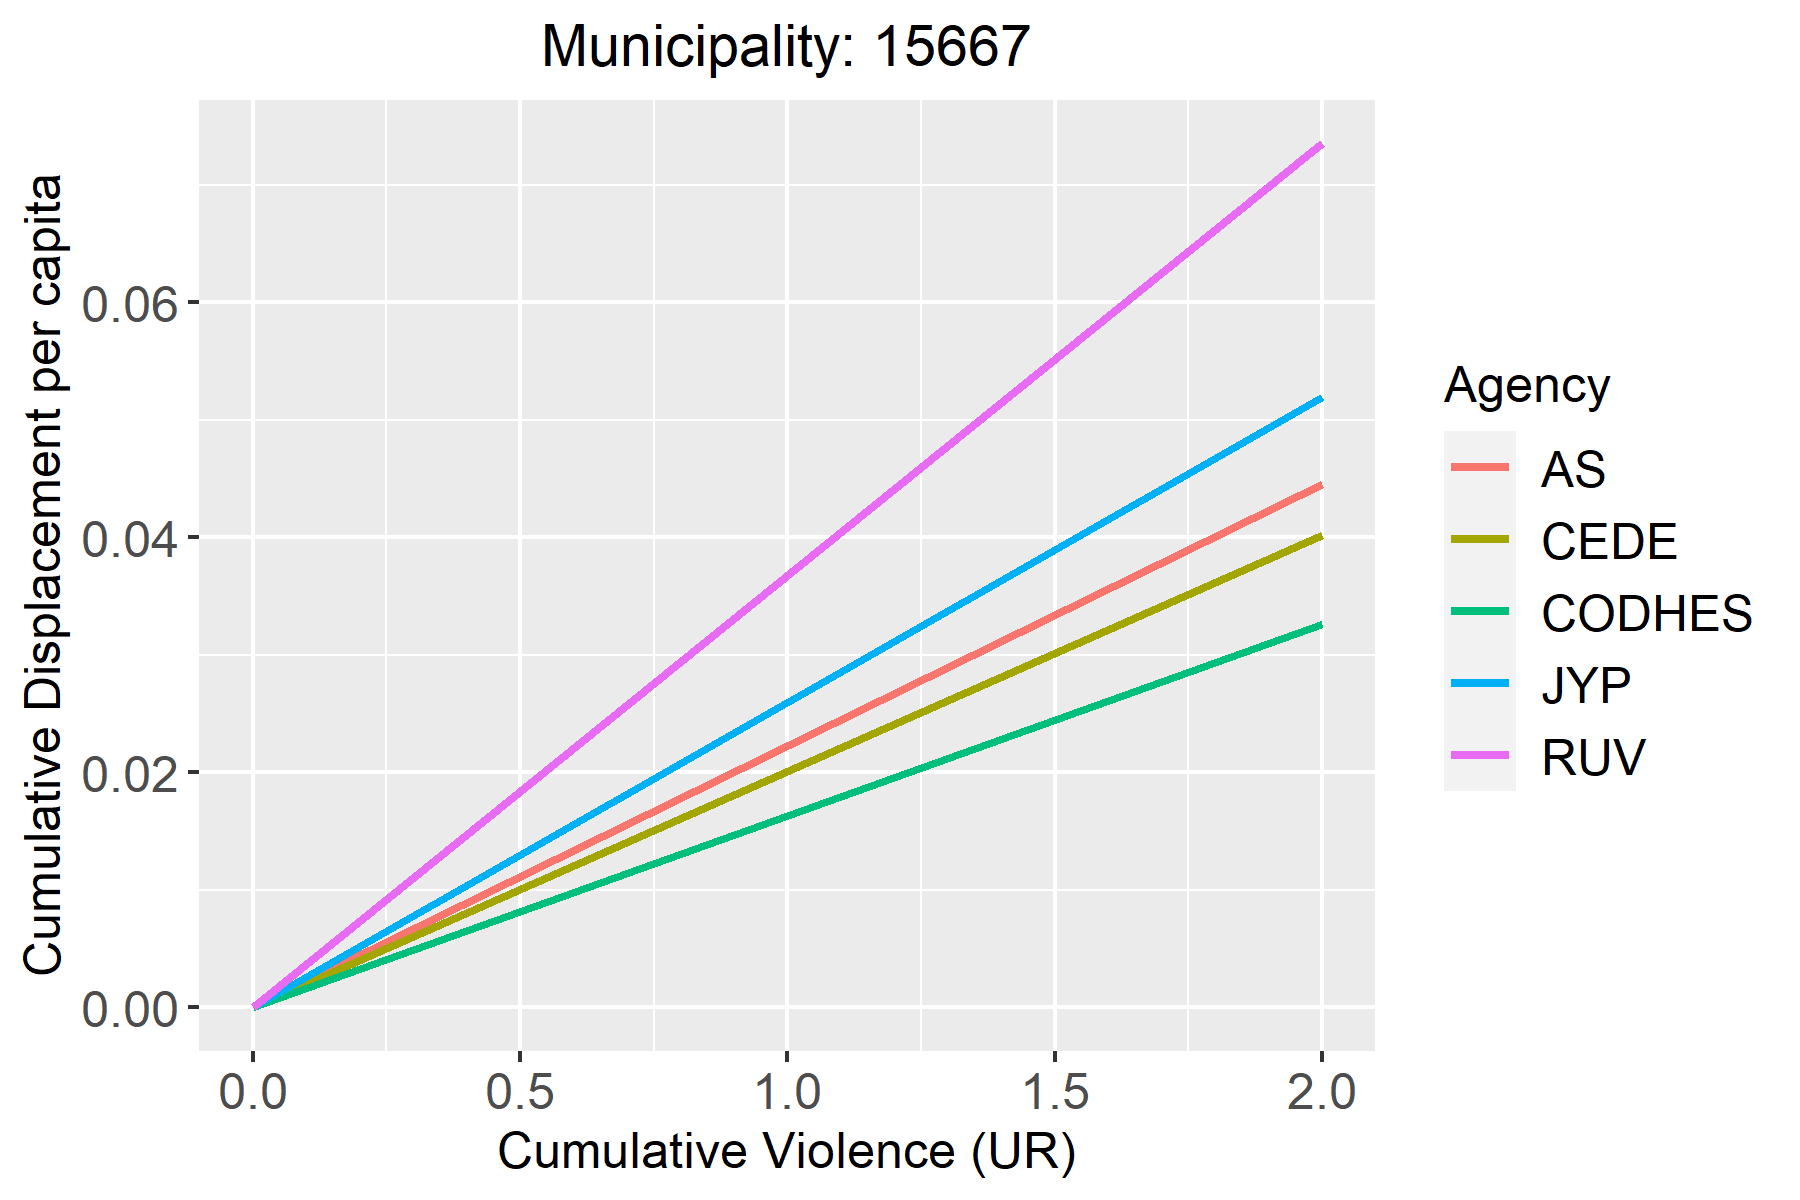 Municipality: 15667
Cumulative Displacement per capita
0.06
0.04
0.02
0.00
0.0 0.5 1.0 1.5 2.0
Cumulative Violence (UR)
Agency
AS
CEDE
CODHES
JYP
RUV